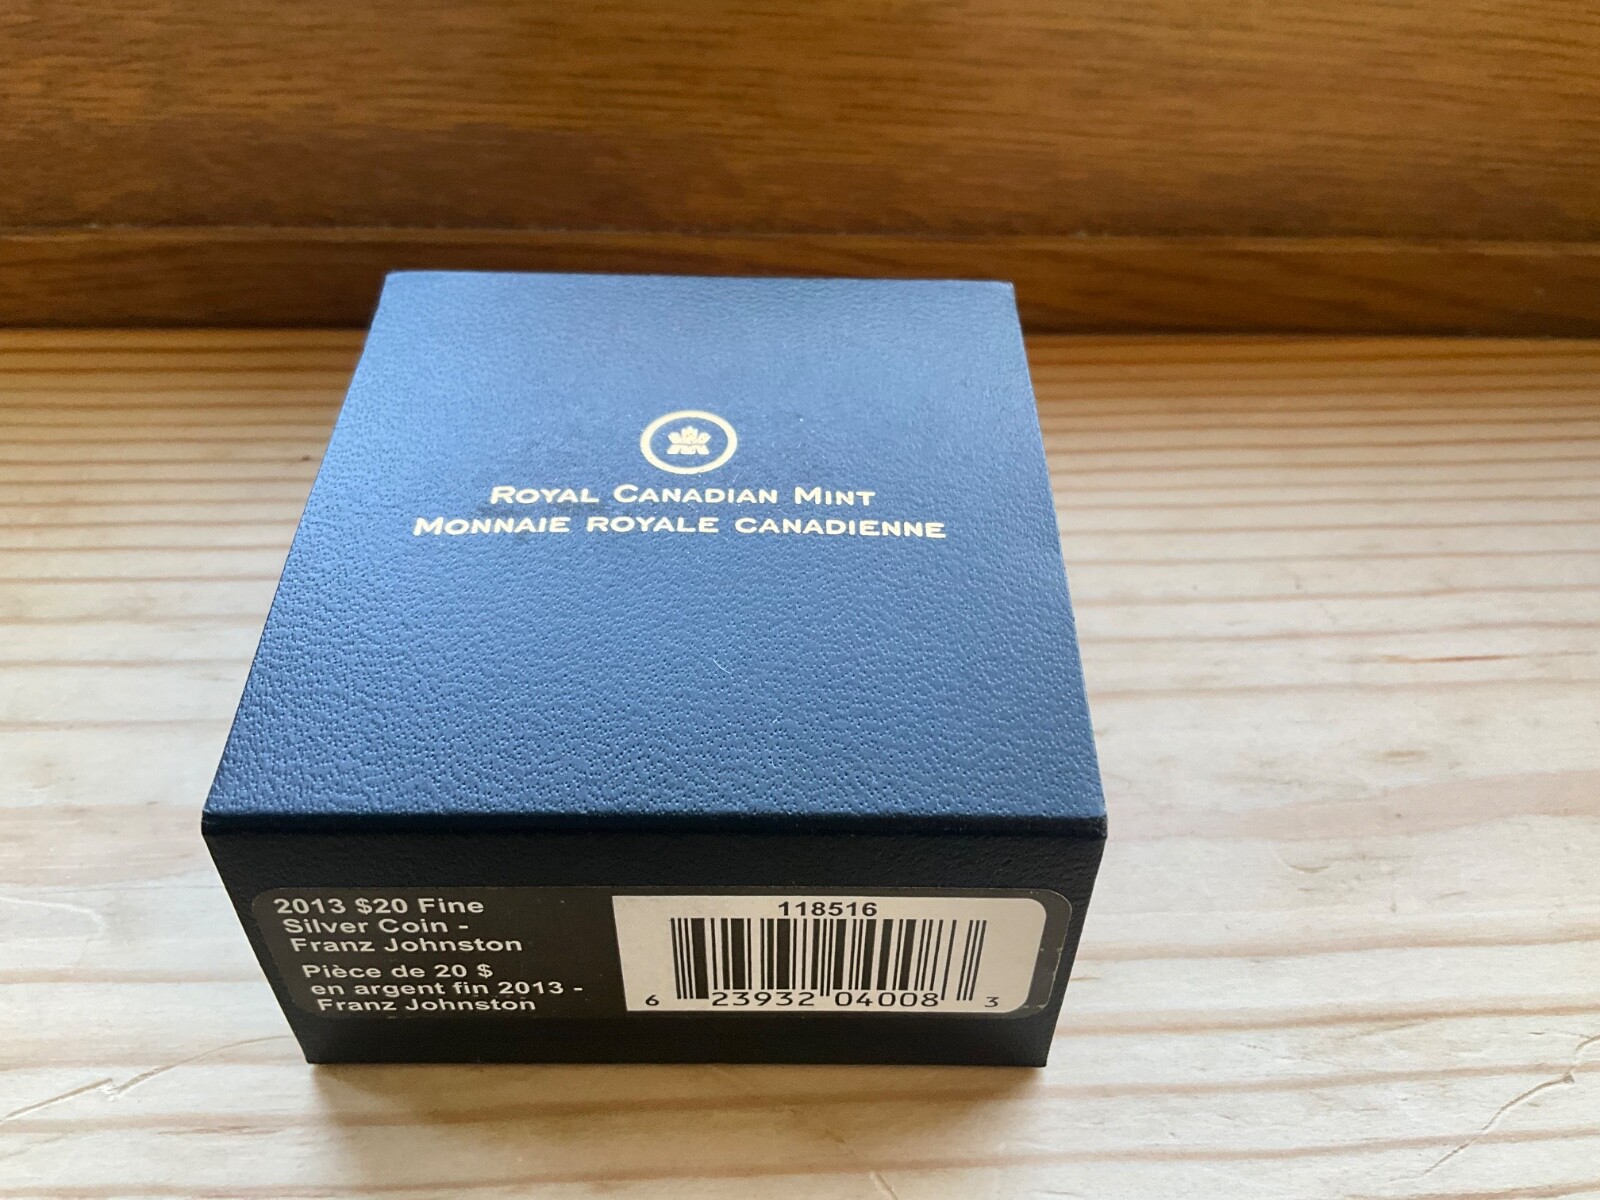 ROYAL CANADIAN MINT
MONNAIE ROYALE CANADIENNE
2013 $20 Fine
Silver Coin -
Franz Johnston
Pièce de 20 $
en argent fin 2013 -
Franz Johnston
118516
6 23932 04008 3